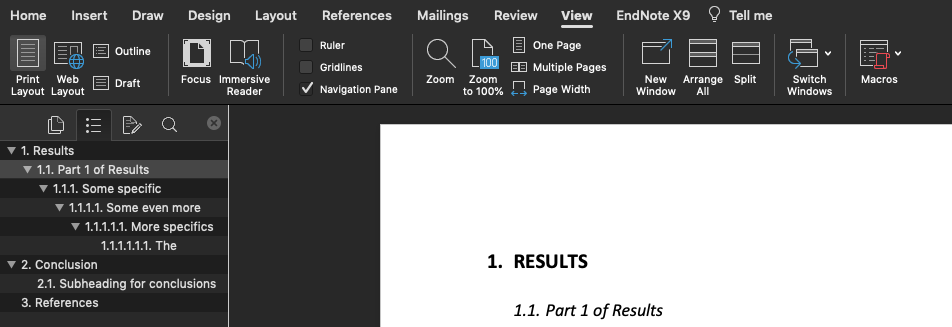 Home Insert Draw Design Layout References Mailings Review View EndNote X9 Tell me
Print Layout
Web Layout
Outline
Draft
Focus
Immersive Reader
Ruler
Gridlines
Navigation Pane
Zoom
100
Zoom to 100%
One Page
Multiple Pages
Page Width
New Window
Arrange All
Split
Switch Windows
Macros
1. Results
1.1. Part 1 of Results
1.1.1. Some specific
1.1.1.1. Some even more
1.1.1.1.1. More specifics
1.1.1.1.1.1. The
2. Conclusion
2.1. Subheading for conclusions
3. References
1. RESULTS
1.1. Part 1 of Results